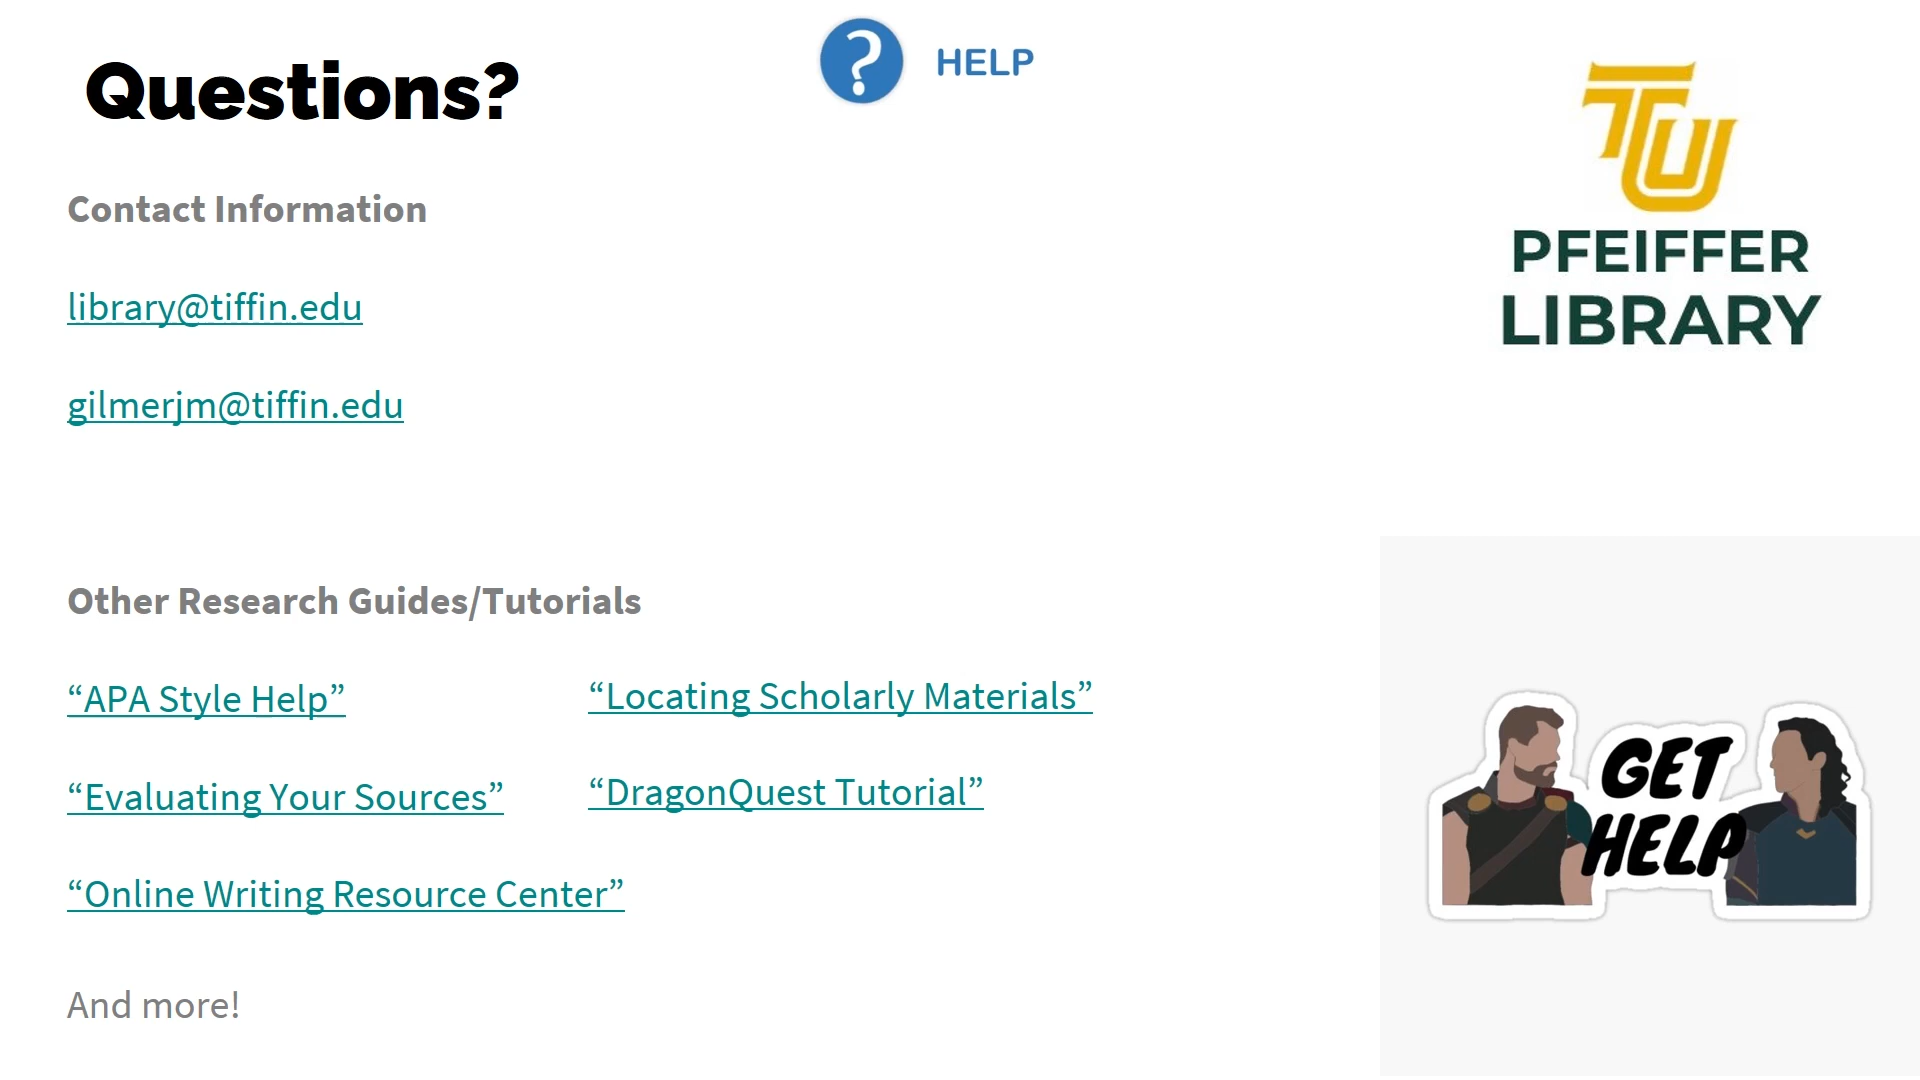 Questions?
? HELP
TU
PFEIFFER
LIBRARY
Contact Information
library@tiffin.edu
gilmerjm@tiffin.edu
Other Research Guides/Tutorials
“APA Style Help”
“Evaluating Your Sources”
“Online Writing Resource Center”
“Locating Scholarly Materials”
“DragonQuest Tutorial”
And more!
GET
HELP